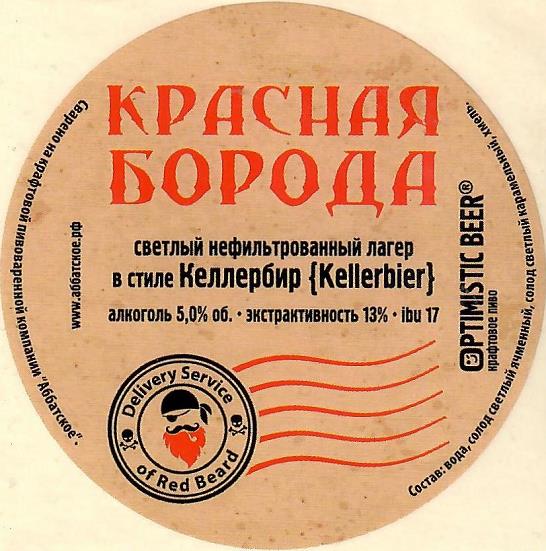 КРАСНАЯ
БОРОДА
светлый нефильтрованный лагер
в стиле Келлербир {Kellerbier}
алкоголь 5,0% об. · экстрактивность 13% · ibu 17
Delivery Service
of Red Beard
Сварено на крафтовой пивоваренной компании "Аббатское".
www.аббатское.рф
OPTIMISTIC BEER®
крафтовое пиво
Состав: вода, солод светлый ячменный, солод светлый карамельный, хмель.